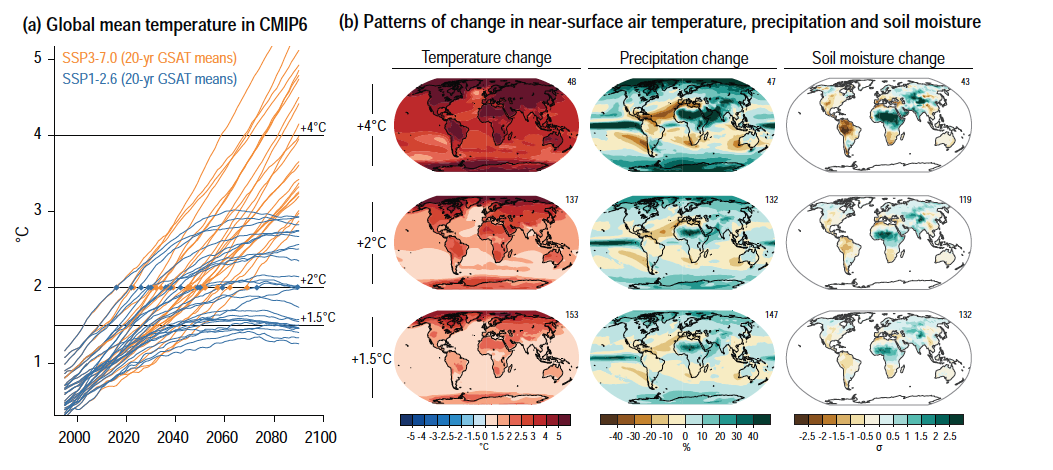 (a) Global mean temperature in CMIP6
(b) Patterns of change in near-surface air temperature, precipitation and soil moisture
SSP3-7.0 (20-yr GSAT means)
SSP1-2.6 (20-yr GSAT means)
5
4
3
2
1
°C
+4°C
+2°C
+1.5°C
2000 2020 2040 2060 2080 2100
Temperature change Precipitation change Soil moisture change
+4°C 48 47 43
+2°C 137 132 119
+1.5°C 153 147 132
-5 -4 -3 -2.5 -2 -1.5 0 1.5 2 2.5 3 4 5
°C
-40 -30 -20 -10 0 10 20 30 40
%
-2.5 -2 -1.5 -1 -0.5 0 0.5 1 1.5 2 2.5
σ